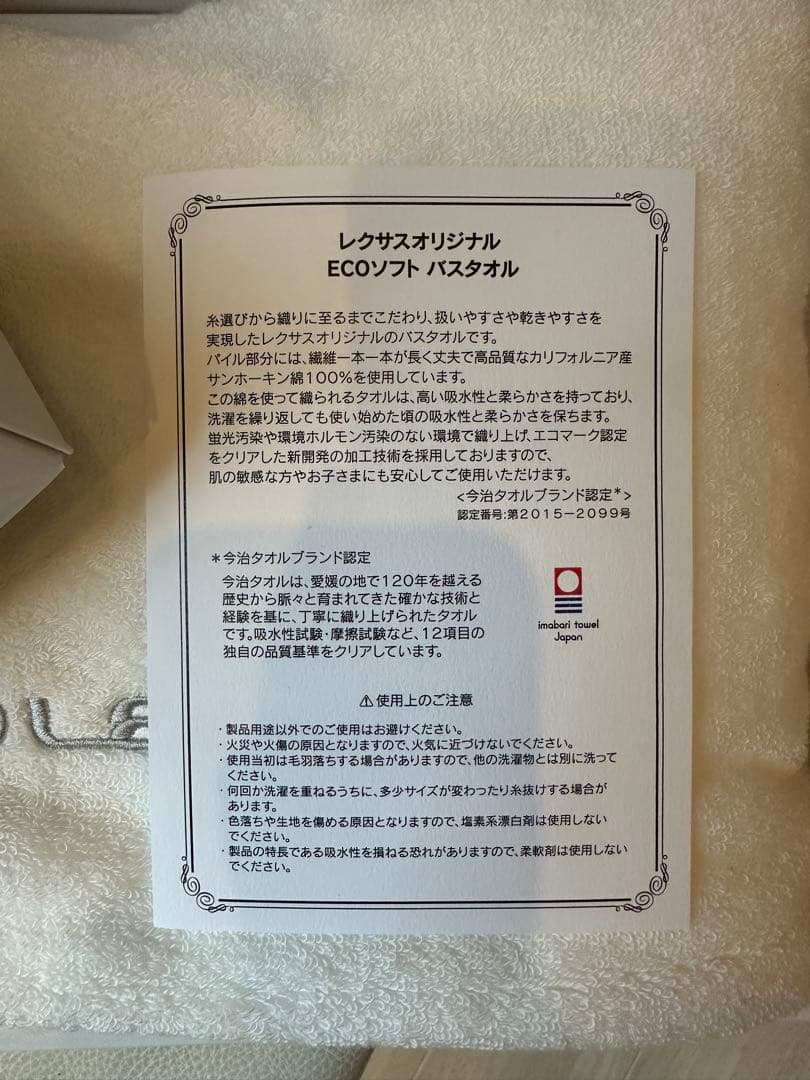 レクサスオリジナル
ECOソフト バスタオル
糸選びから織りに至るまでこだわり、扱いやすさや乾きやすさを
実現したレクサスオリジナルのバスタオルです。
パイル部分には、繊維一本一本が長く丈夫で高品質なカリフォルニア産
サンホーキン綿100%を使用しています。
この綿を使って織られるタオルは、高い吸水性と柔らかさを持っており、
洗濯を繰り返しても使い始めた頃の吸水性と柔らかさを保ちます。
蛍光汚染や環境ホルモン汚染のない環境で織り上げ、エコマーク認定
をクリアした新開発の加工技術を採用しておりますので、
肌の敏感な方やお子さまにも安心してご使用いただけます。
<今治タオルブランド認定*>
認定番号:第2015-2099号
*今治タオルブランド認定
今治タオルは、愛媛の地で120年を越える
歴史から脈々と育まれてきた確かな技術と
経験を基に、丁寧に織り上げられたタオル
です。吸水性試験・摩擦試験など、12項目の
独自の品質基準をクリアしています。
imabari towel
Japan
⚠使用上のご注意
・製品用途以外でのご使用はお避けください。
・火災や火傷の原因となりますので、火気に近づけないでください。
・使用当初は毛羽落ちする場合がありますので、他の洗濯物とは別に洗って
ください。
・何回か洗濯を重ねるうちに、多少サイズが変わったり糸抜けする場合が
あります。
・色落ちや生地を傷める原因となりますので、塩素系漂白剤は使用しない
でください。
・製品の特長である吸水性を損ねる恐れがありますので、柔軟剤は使用しない
でください。